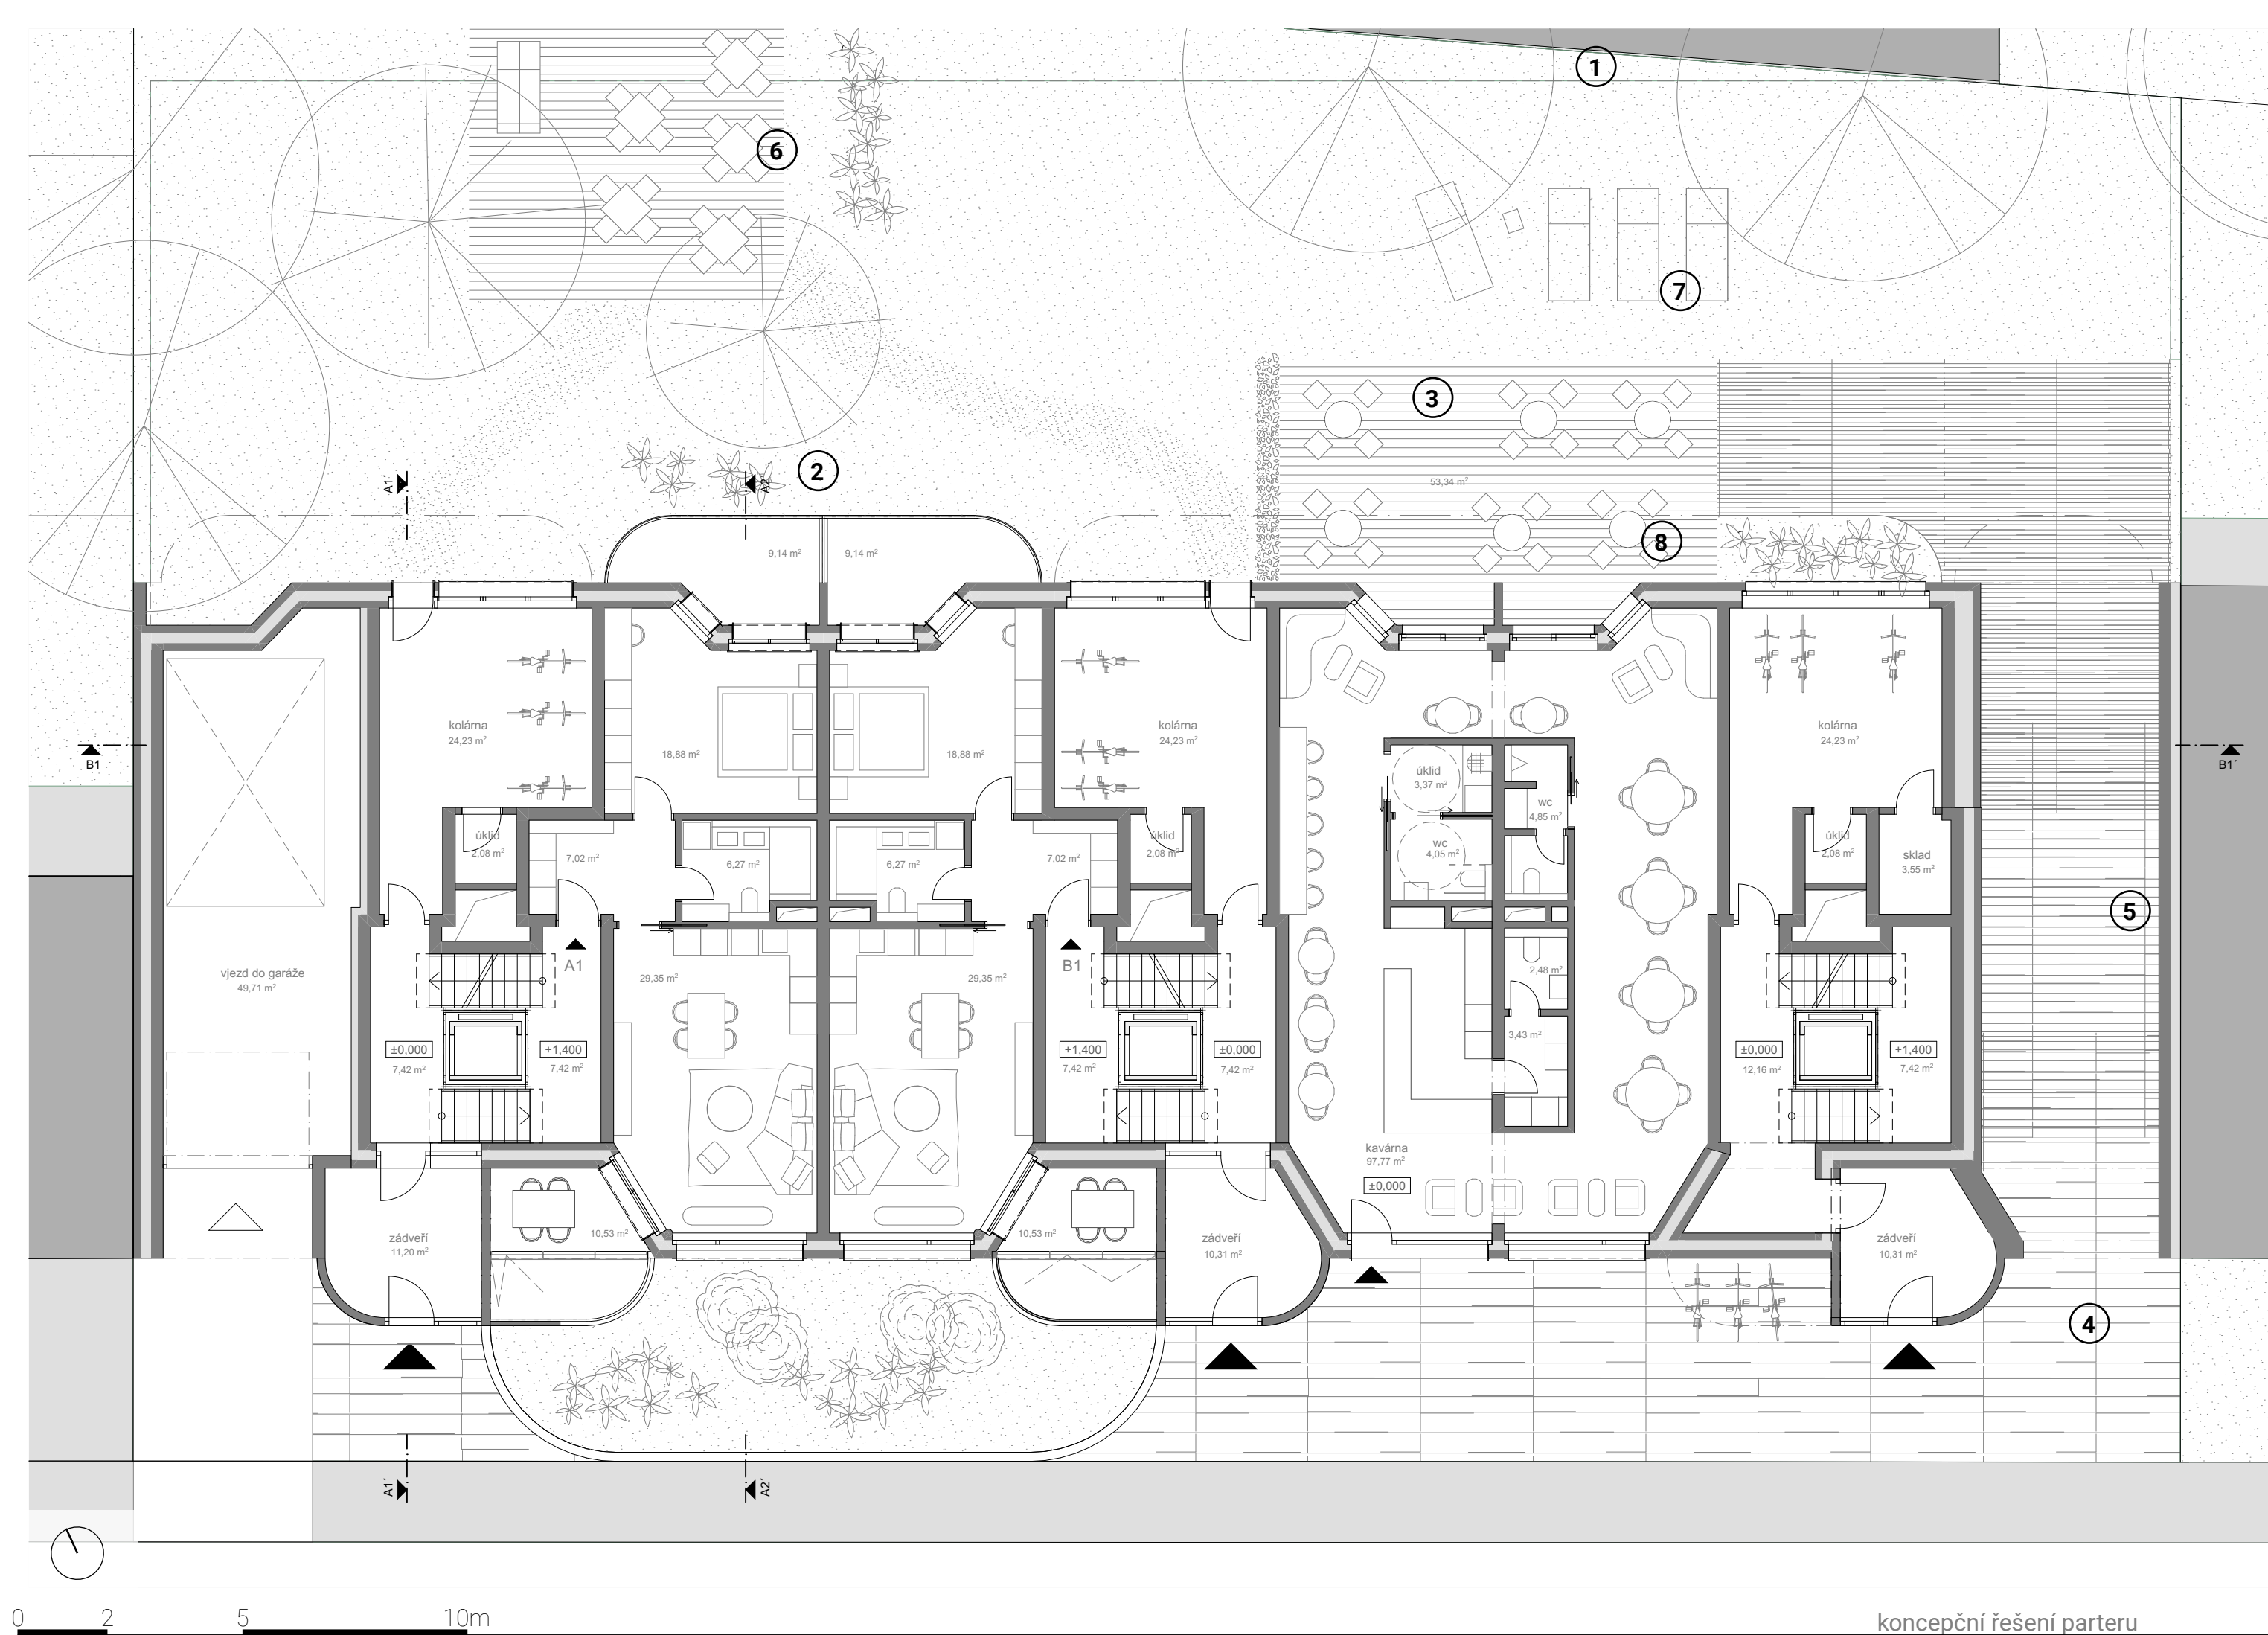 1
6
7
3
A1´
A2´
2
53,34 m²
8
9,14 m²
9,14 m²
kolárna
24,23 m²
18,88 m²
18,88 m²
kolárna
24,23 m²
kolárna
24,23 m²
B1
B1´
úklid
3,37 m²
wc
4,85 m²
úklid
2,08 m²
7,02 m²
6,27 m²
6,27 m²
7,02 m²
úklid
2,08 m²
wc
4,05 m²
úklid
2,08 m²
sklad
3,55 m²
5
A1
B1
vjezd do garáže
49,71 m²
29,35 m²
29,35 m²
2,48 m²
3,43 m²
±0,000
7,42 m²
+1,400
7,42 m²
+1,400
7,42 m²
±0,000
7,42 m²
±0,000
12,16 m²
+1,400
7,42 m²
kavárna
97,77 m²
±0,000
zádveří
11,20 m²
10,53 m²
10,53 m²
zádveří
10,31 m²
zádveří
10,31 m²
4
A1´
A2´
0 2 5 10m
koncepční řešení parteru